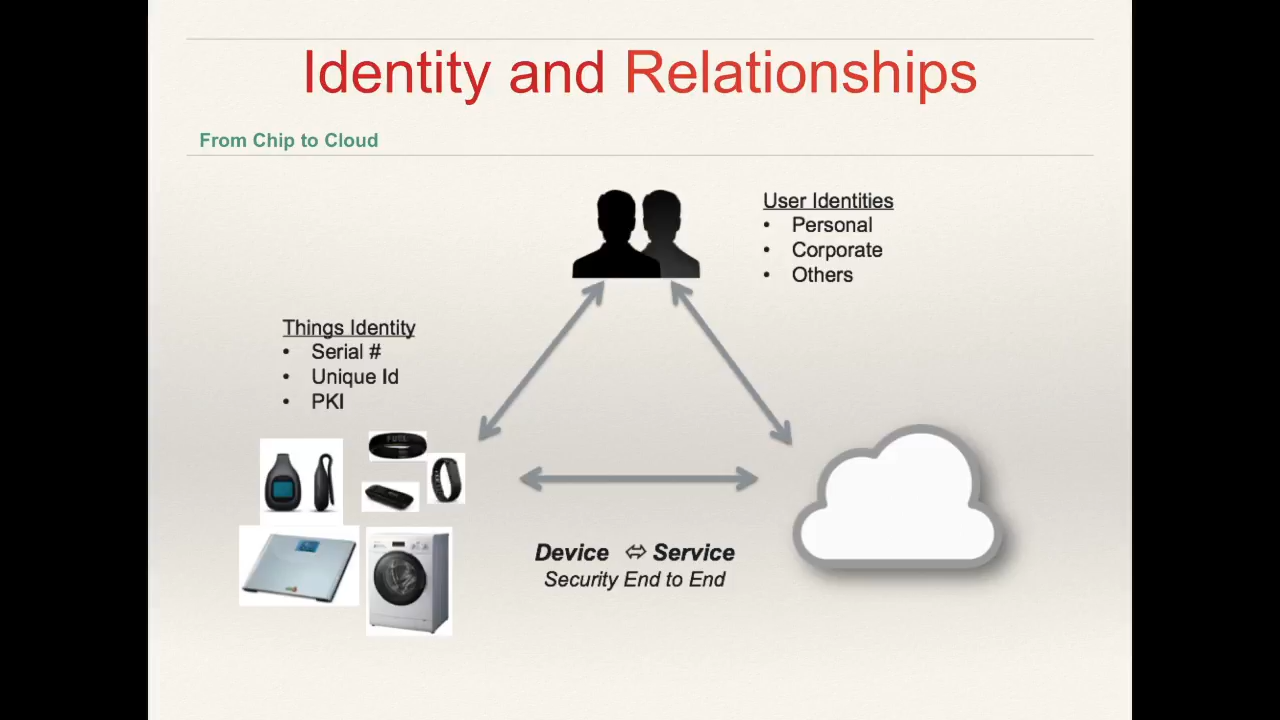 Identity and Relationships
From Chip to Cloud
User Identities
• Personal
• Corporate
• Others
Things Identity
• Serial #
• Unique Id
• PKI
FUEL
Device ⇔ Service
Security End to End